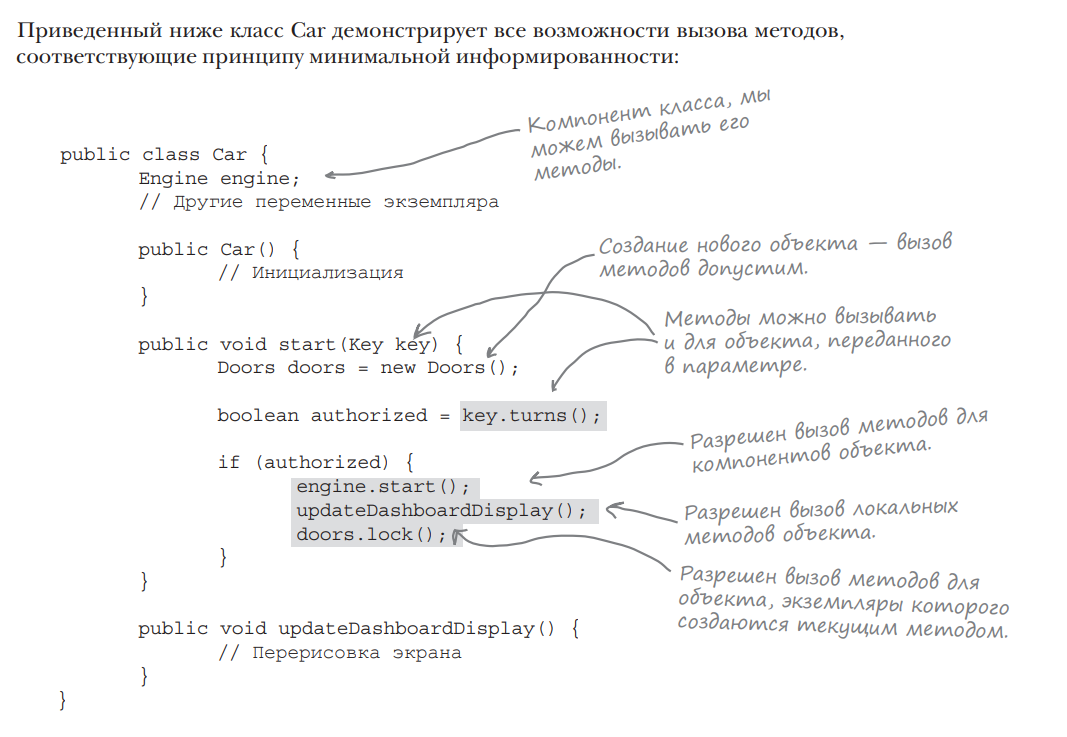 Приведенный ниже класс Car демонстрирует все возможности вызова методов,
соответствующие принципу минимальной информированности:
Компонент класса, мы
можем вызывать его
методы.
public class Car {
Engine engine;
// Другие переменные экземпляра
public Car() {
// Инициализация
}
Создание нового объекта — вызов
методов допустим.
Методы можно вызывать
и для объекта, переданного
в параметре.
public void start(Key key) {
Doors doors = new Doors();
boolean authorized = key.turns();
if (authorized) {
engine.start();
updateDashboardDisplay();
doors.lock();
}
}
Разрешен вызов методов для
компонентов объекта.
Разрешен вызов локальных
методов объекта.
Разрешен вызов методов для
объекта, экземпляры которого
создаются текущим методом.
public void updateDashboardDisplay() {
// Перерисовка экрана
}
}